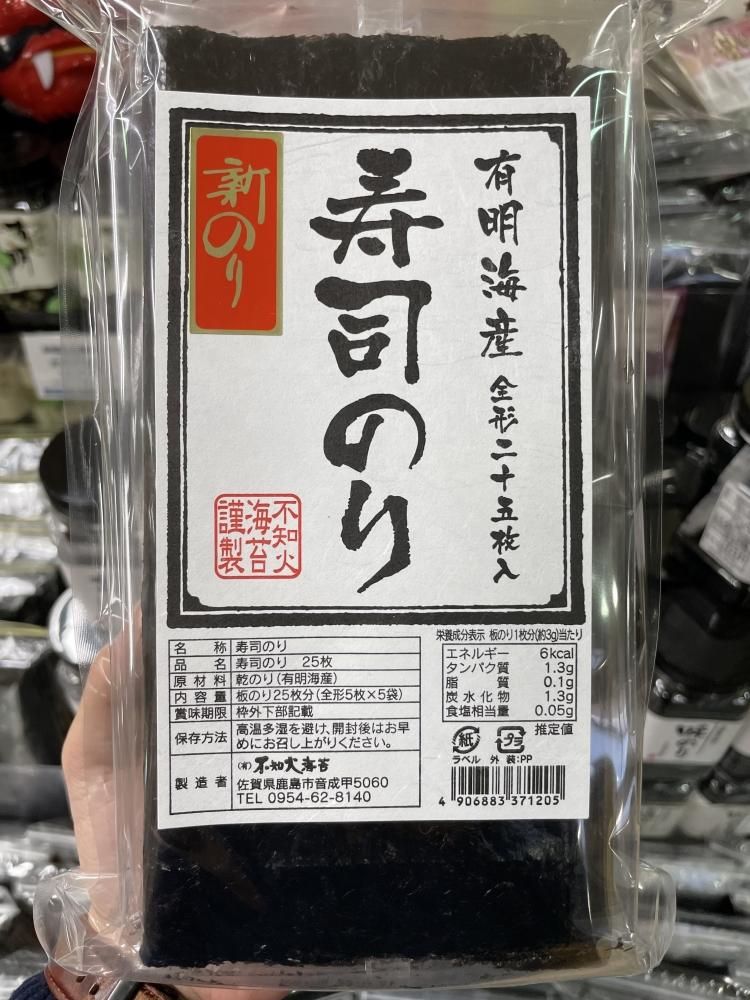 新のり
寿司のり
有明海産 全形二十五枚入
不知火
海苔
謹製
名称 寿司のり
品名 寿司のり 25枚
原材料 乾のり(有明海産)
内容量 板のり25枚分(全形5枚×5袋)
賞味期限 枠外下部記載
保存方法 高温多湿を避け、開封後はお早
めにお召し上がりください。
製造者 (有)不知火海苔
佐賀県鹿島市音成甲5060
TEL 0954-62-8140
栄養成分表示 板のり1枚分(約3g)当たり
エネルギー 6kcal
タンパク質 1.3g
脂質 0.1g
炭水化物 1.3g
食塩相当量 0.05g
推定値
紙 プラ
ラベル 外装:PP
4 906883 371205